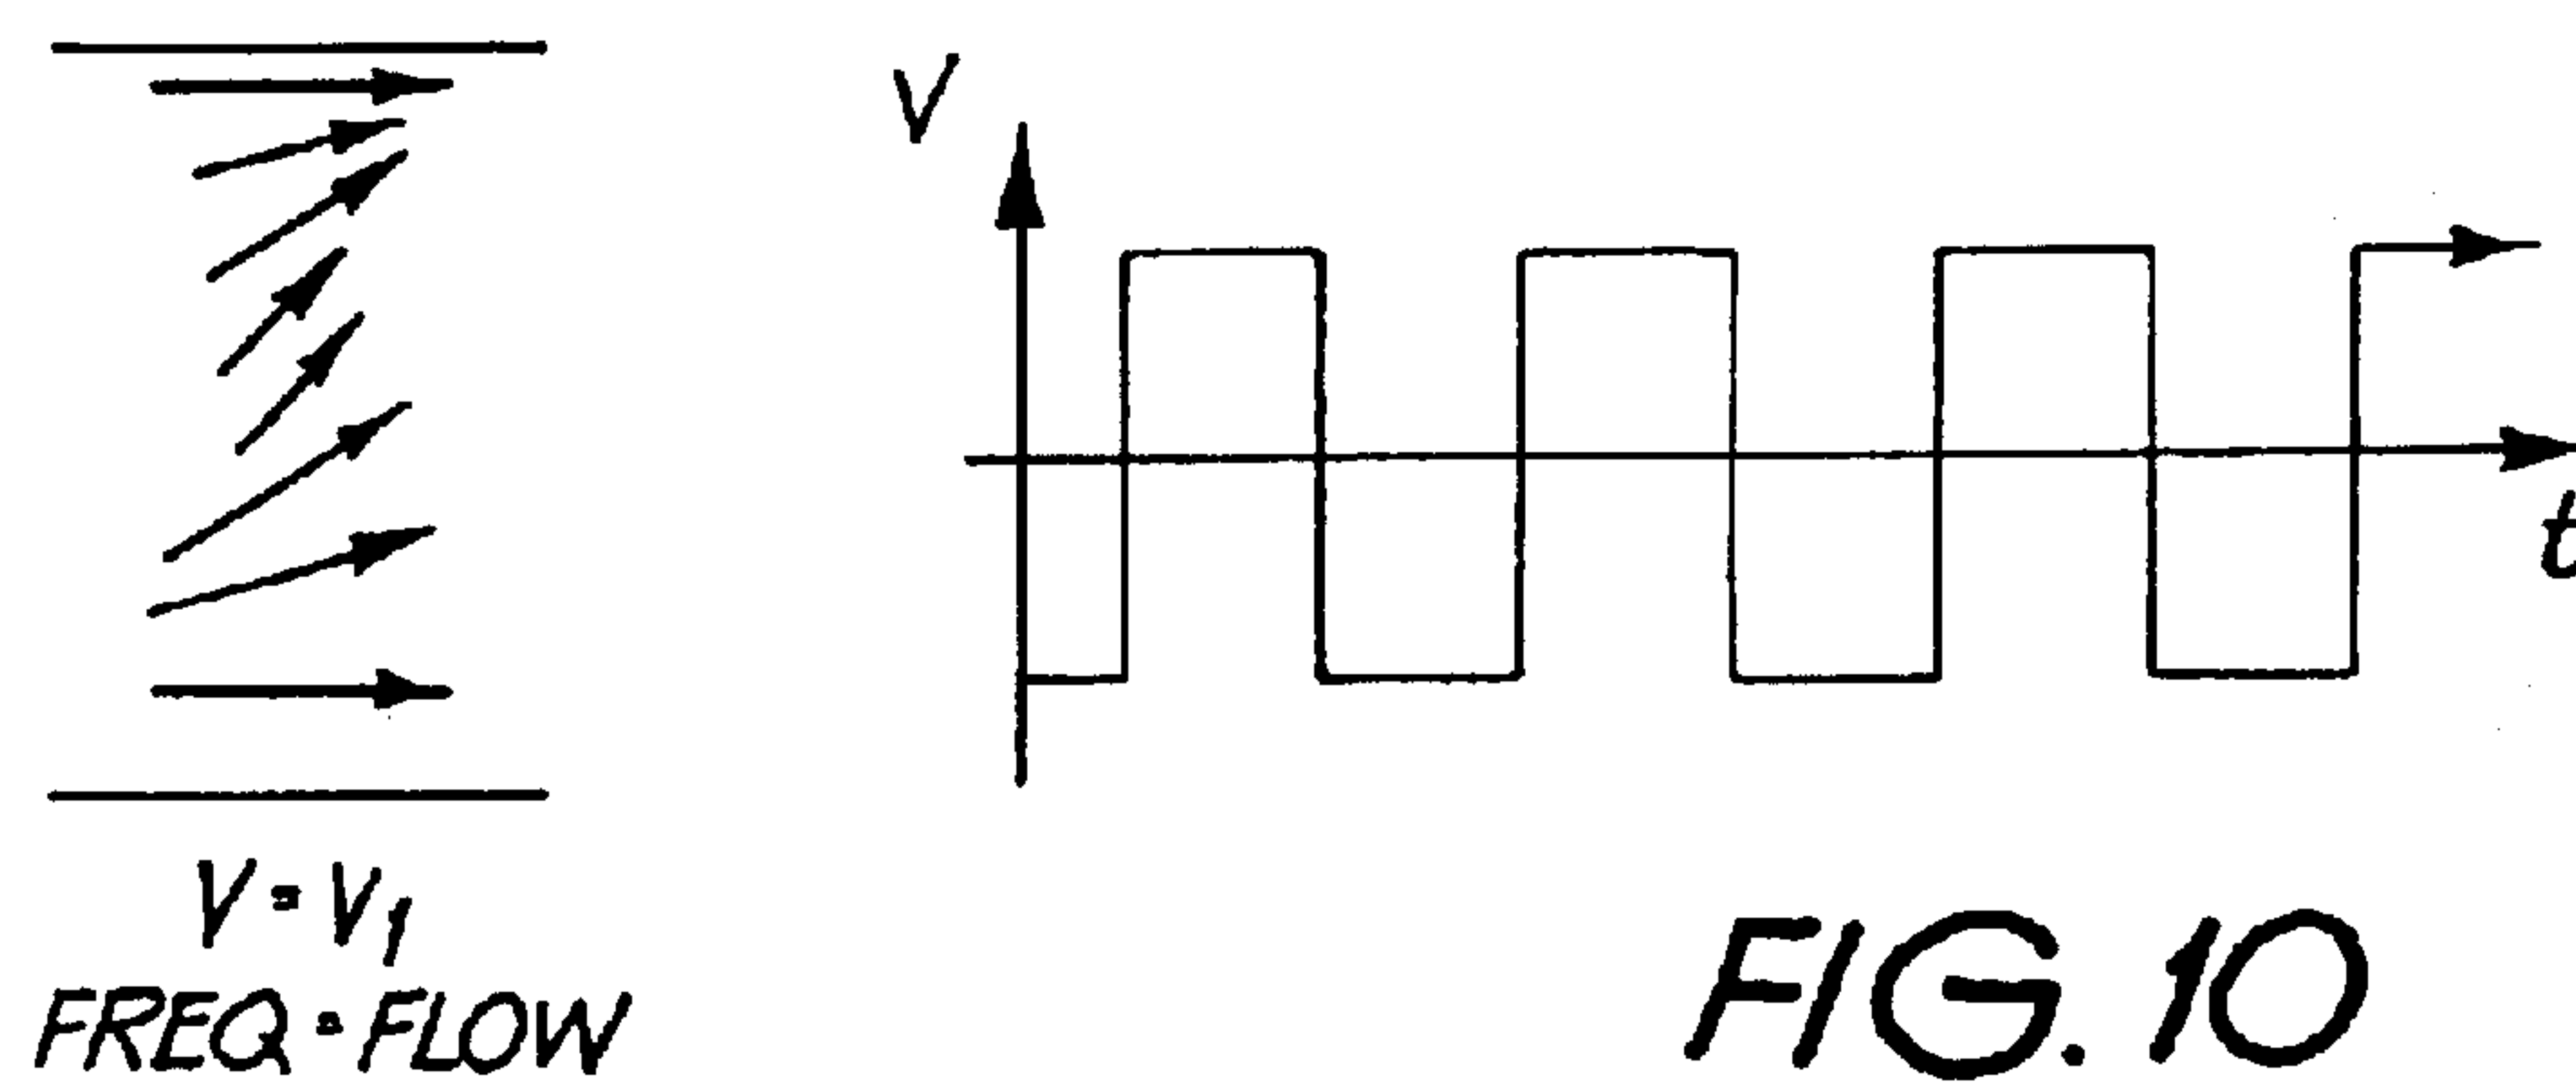 V
t
V = V1
FREQ = FLOW
FIG. 10